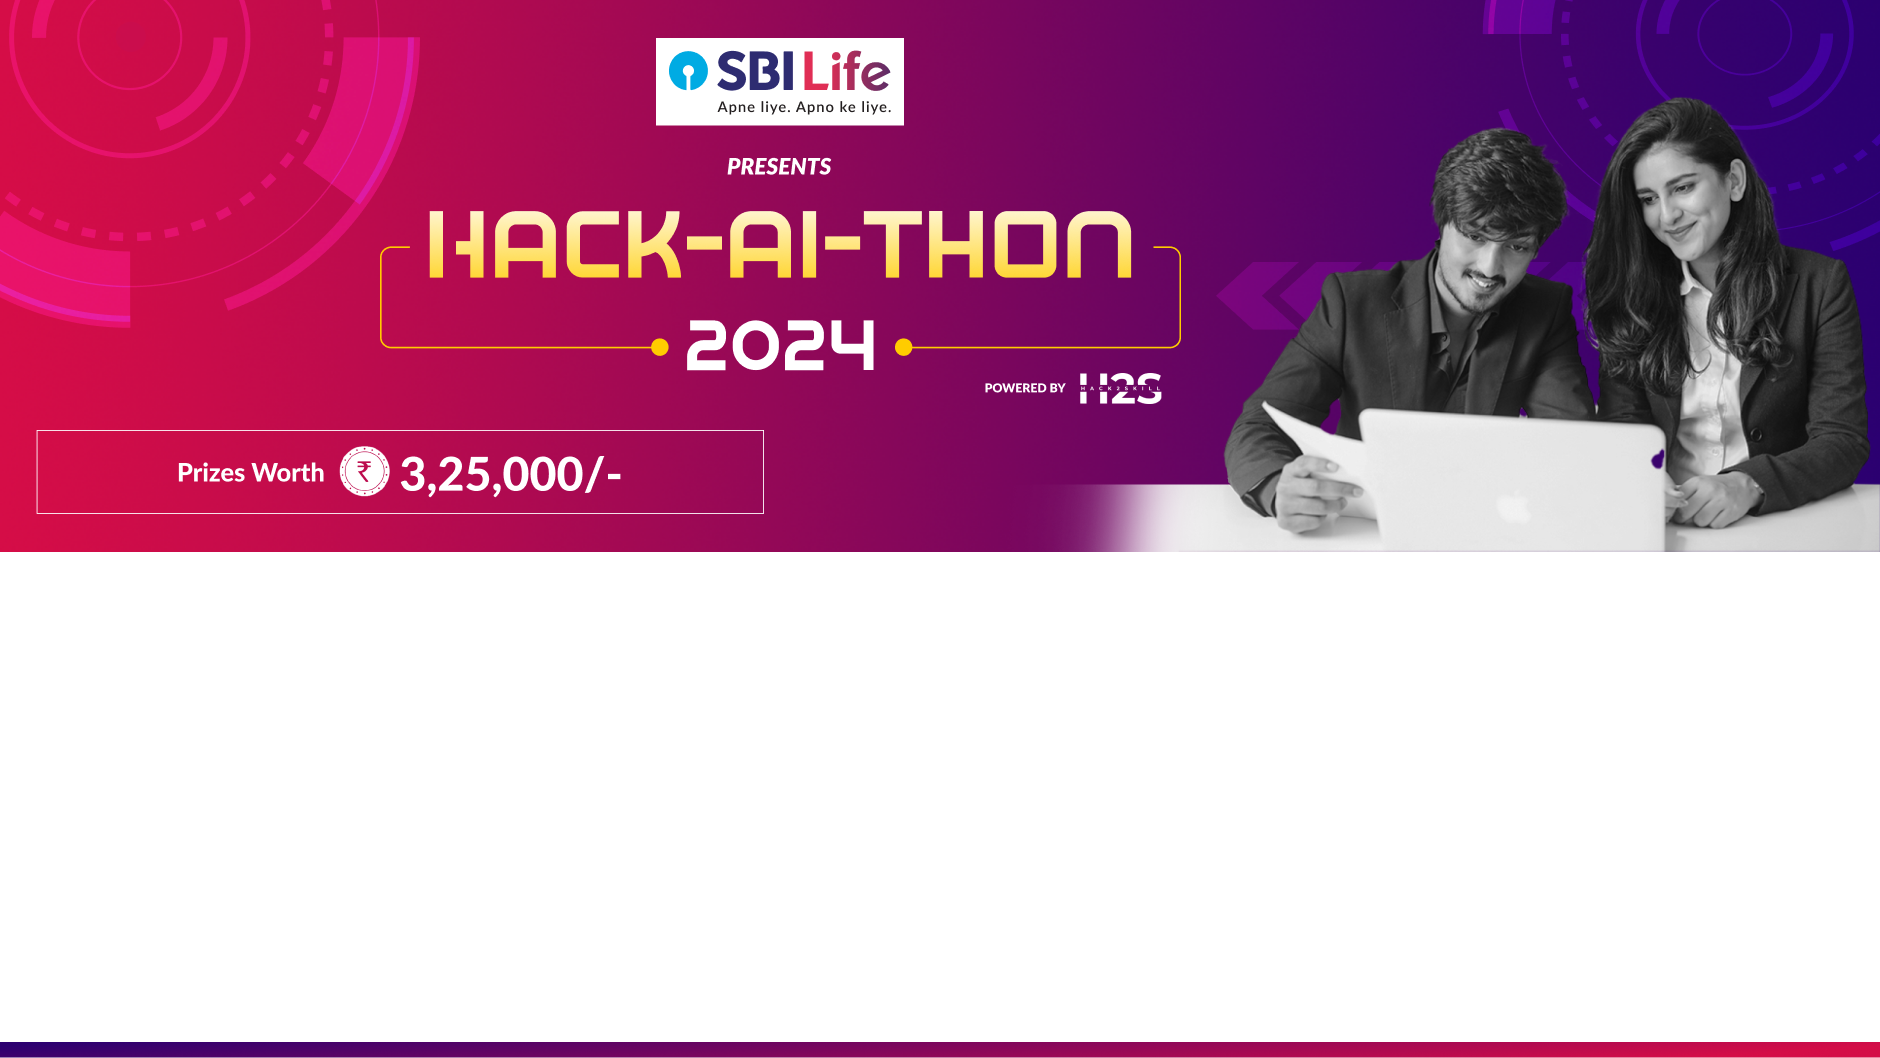 SBI Life
Apne liye. Apno ke liye.
PRESENTS
HACK-AI-THON
2024
POWERED BY H2S
HACK2SKILL
Prizes Worth ₹ 3,25,000/-